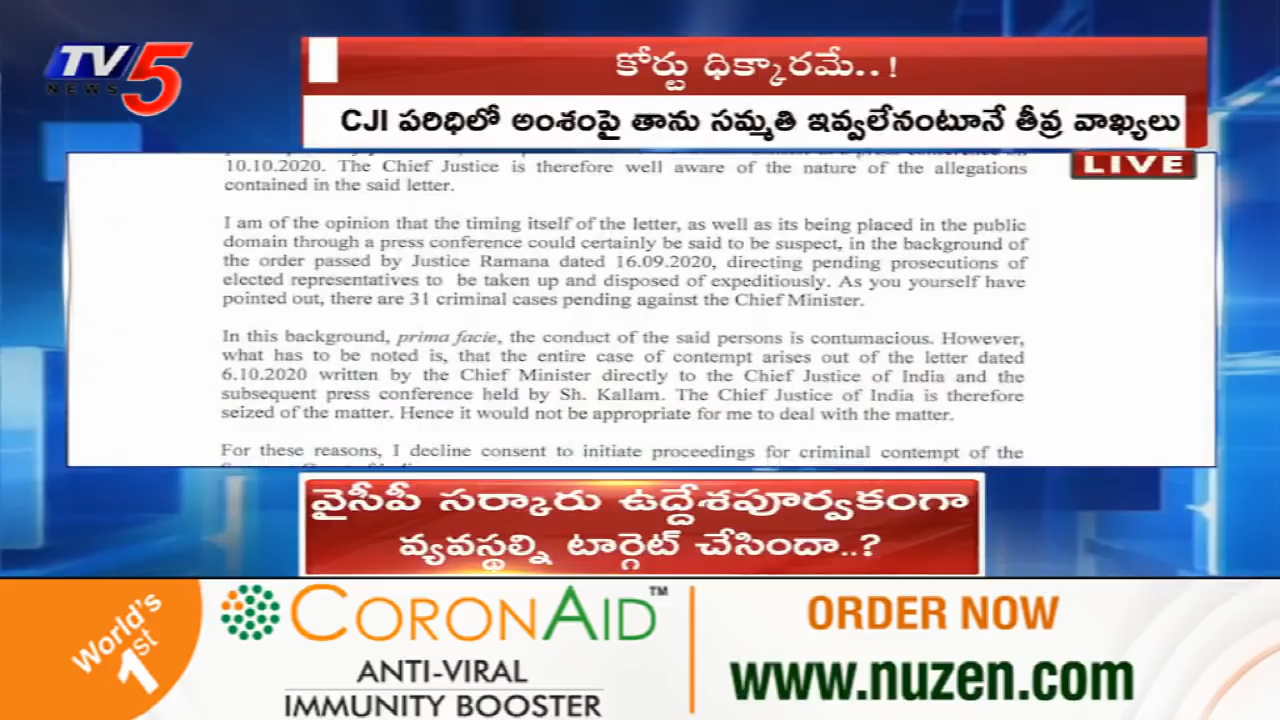 TV5
NEWS
కోర్టు ధిక్కారమే..!
CJI పరిధిలో అంశంపై తాను సమ్మతి ఇవ్వలేనంటూనే తీవ్ర వాఖ్యలు
LIVE
10.10.2020. The Chief Justice is therefore well aware of the nature of the allegations
contained in the said letter.
I am of the opinion that the timing itself of the letter, as well as its being placed in the public
domain through a press conference could certainly be said to be suspect, in the background of
the order passed by Justice Ramana dated 16.09.2020, directing pending prosecutions of
elected representatives to be taken up and disposed of expeditiously. As you yourself have
pointed out, there are 31 criminal cases pending against the Chief Minister.
In this background, prima facie, the conduct of the said persons is contumacious. However,
what has to be noted is, that the entire case of contempt arises out of the letter dated
6.10.2020 written by the Chief Minister directly to the Chief Justice of India and the
subsequent press conference held by Sh. Kallam. The Chief Justice of India is therefore
seized of the matter. Hence it would not be appropriate for me to deal with the matter.
For these reasons, I decline consent to initiate proceedings for criminal contempt of the
వైసీపీ సర్కారు ఉద్దేశపూర్వకంగా
వ్యవస్థల్ని టార్గెట్ చేసిందా..?
World's
1st
CORONAID™
ANTI-VIRAL
IMMUNITY BOOSTER
ORDER NOW
www.nuzen.com